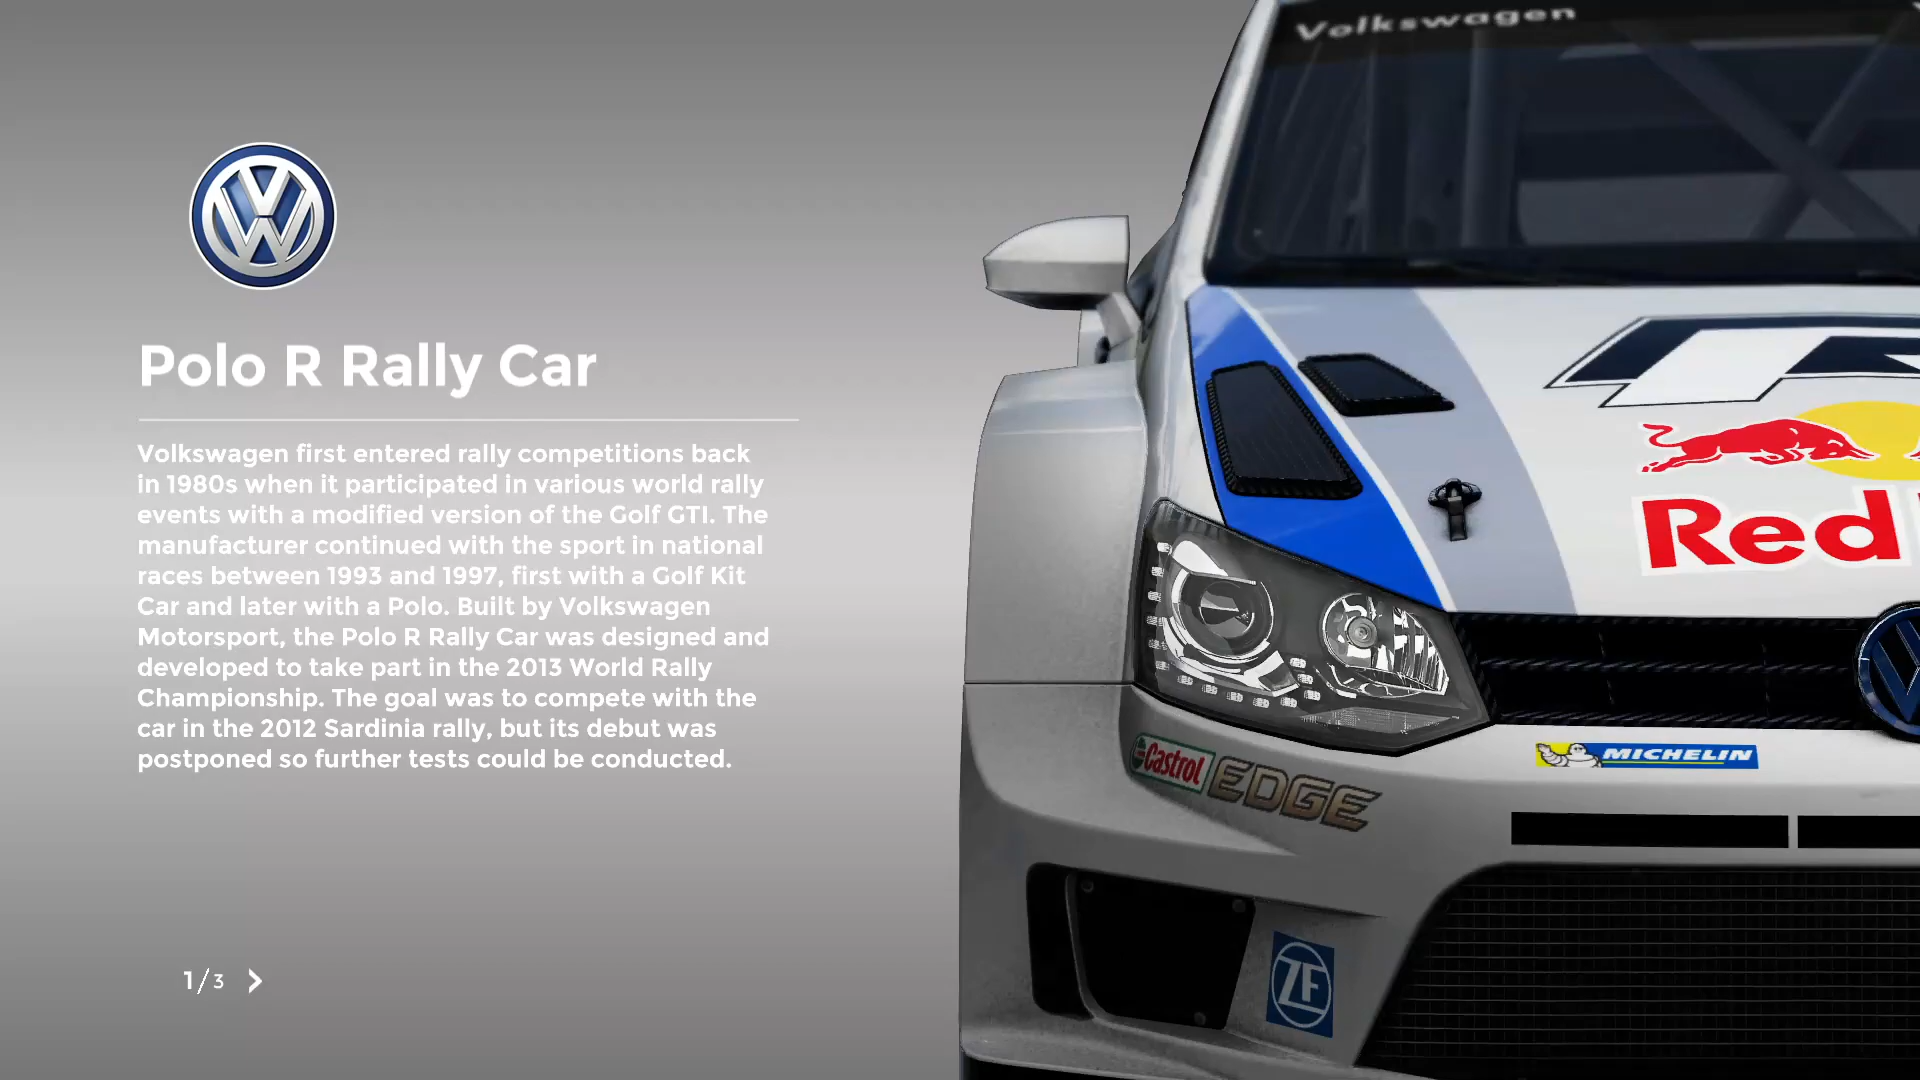 Volkswagen
Polo R Rally Car
Volkswagen first entered rally competitions back
in 1980s when it participated in various world rally
events with a modified version of the Golf GTI. The
manufacturer continued with the sport in national
races between 1993 and 1997, first with a Golf Kit
Car and later with a Polo. Built by Volkswagen
Motorsport, the Polo R Rally Car was designed and
developed to take part in the 2013 World Rally
Championship. The goal was to compete with the
car in the 2012 Sardinia rally, but its debut was
postponed so further tests could be conducted.
1/3
Red
MICHELIN
Castrol EDGE
ZF